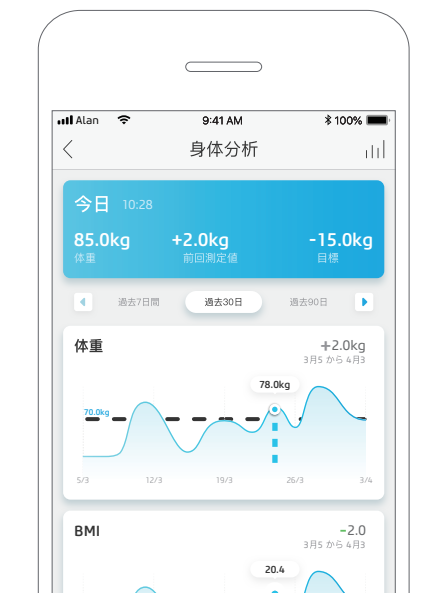 Alan 9:41 AM 100%
身体分析
今日 10:28
85.0kg +2.0kg -15.0kg
体重 前回測定値 目標
過去7日間 過去30日 過去90日
体重 +2.0kg
3月5 から 4月3
78.0kg
70.0kg
5/3 12/3 19/3 26/3 3/4
BMI -2.0
3月5 から 4月3
20.4